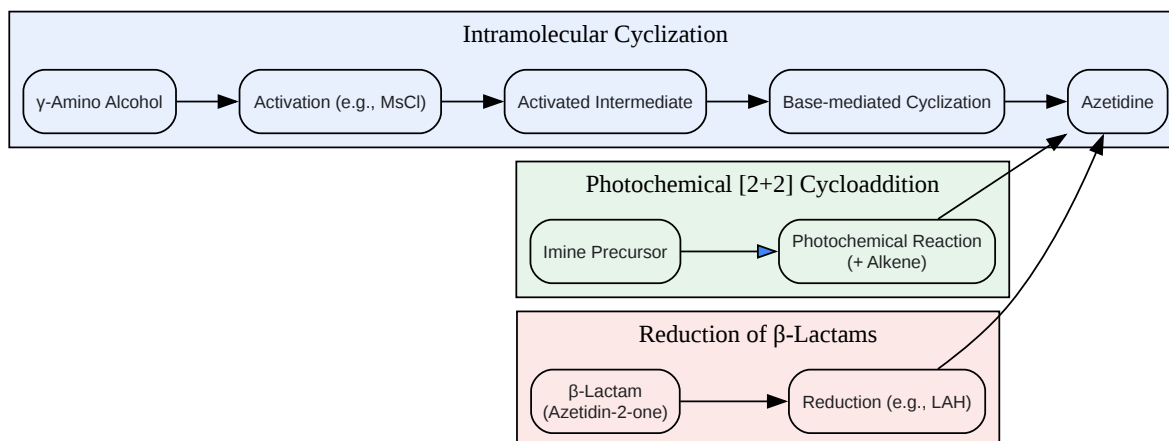 Intramolecular Cyclization
γ-Amino Alcohol
Activation (e.g., MsCl)
Activated Intermediate
Base-mediated Cyclization
Azetidine
Photochemical [2+2] Cycloaddition
Imine Precursor
Photochemical Reaction
(+ Alkene)
Reduction of β-Lactams
β-Lactam
(Azetidin-2-one)
Reduction (e.g., LAH)